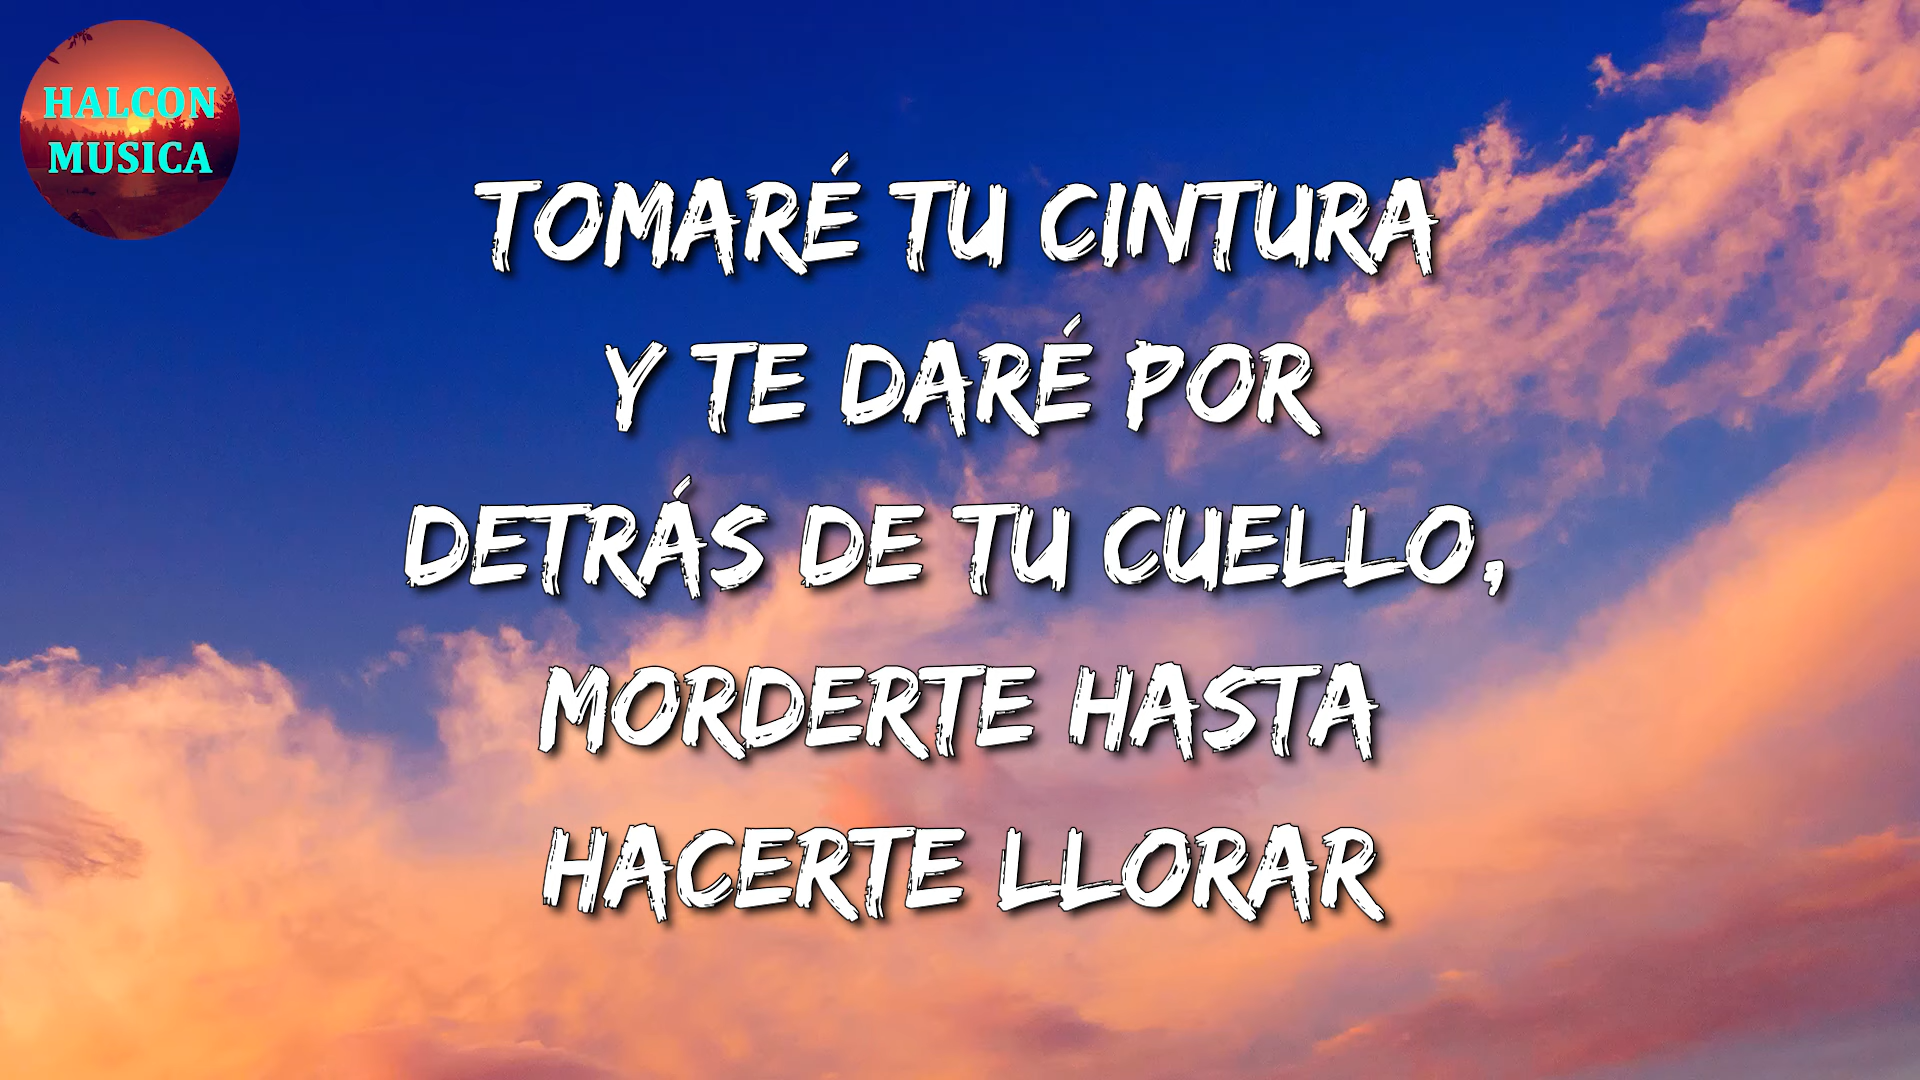 HALCON
MUSICA
TOMARÉ TU CINTURA
Y TE DARÉ POR
DETRÁS DE TU CUELLO,
MORDERTE HASTA
HACERTE LLORAR